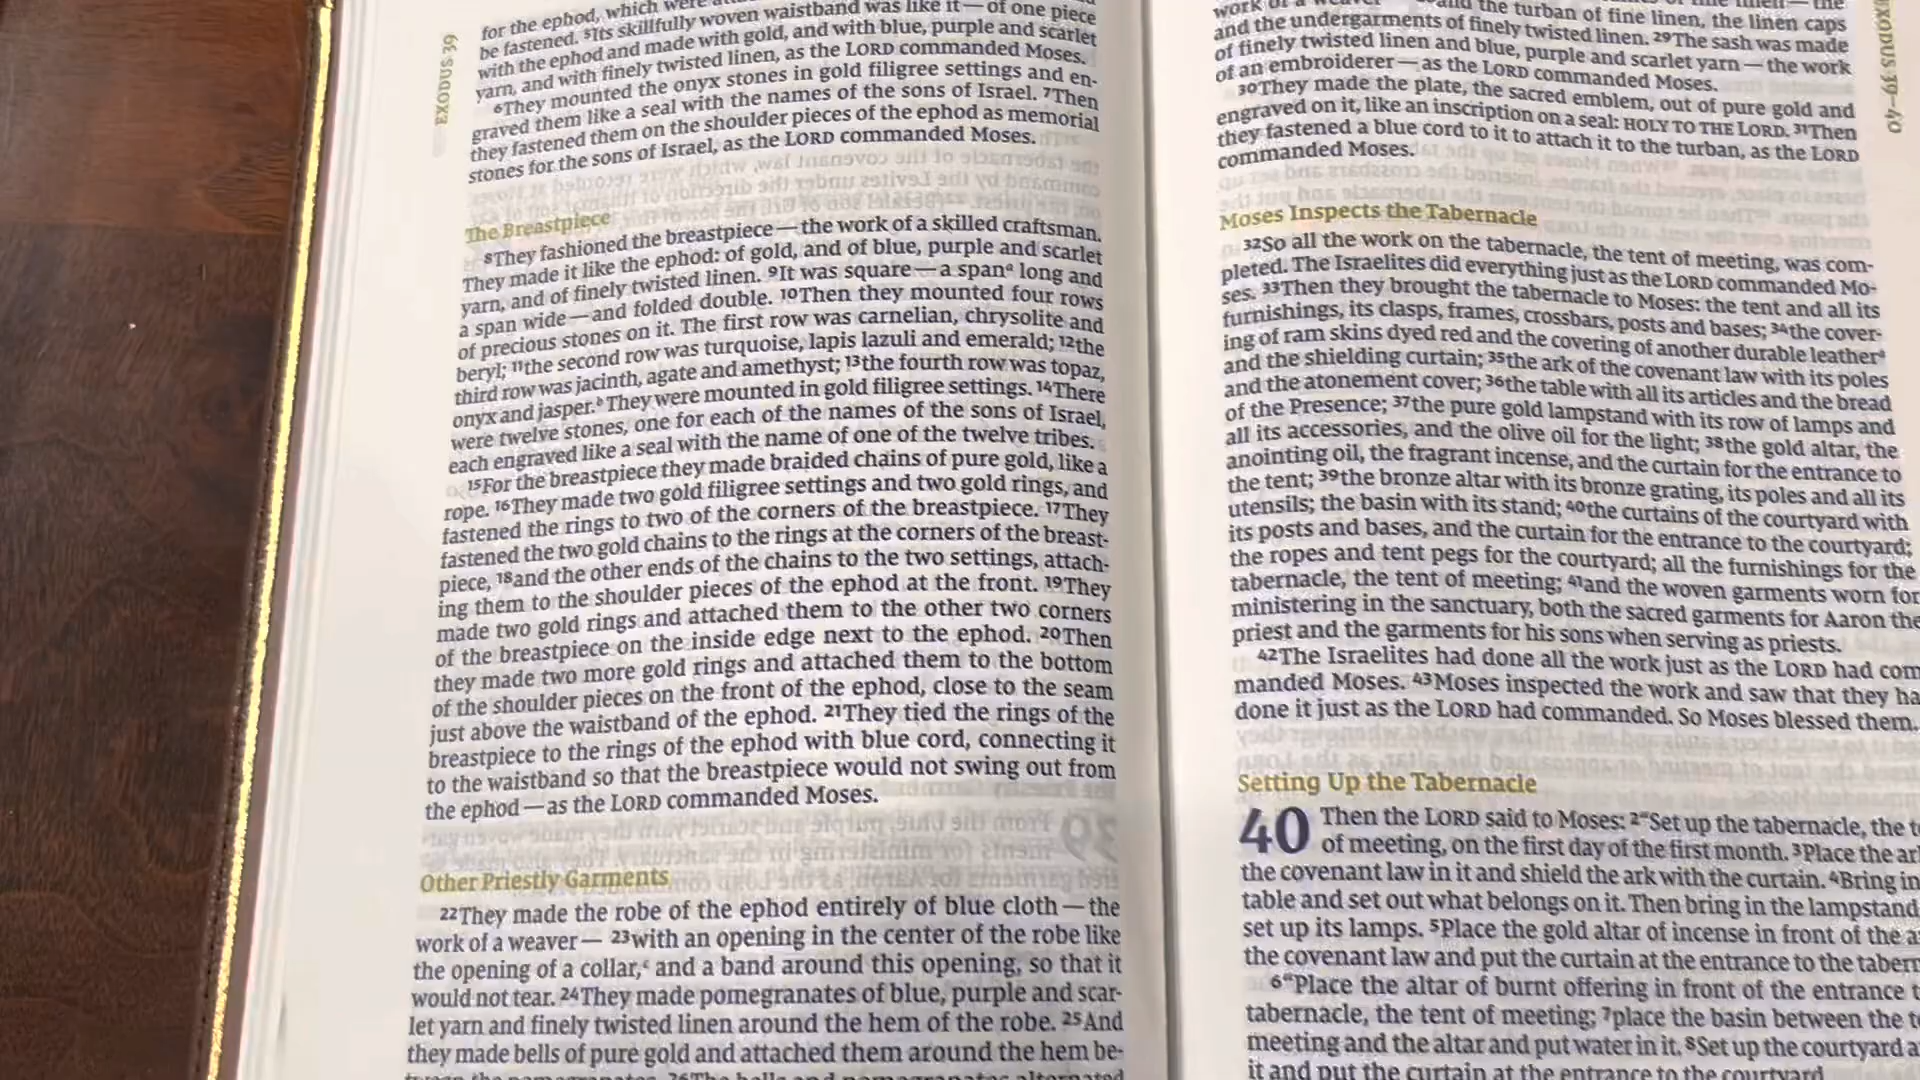 EXODUS 39
for the ephod, which were
be fastened. ⁵Its skillfully woven waistband was like it — of one piece
with the ephod and made with gold, and with blue, purple and scarlet
yarn, and with finely twisted linen, as the LORD commanded Moses.
⁶They mounted the onyx stones in gold filigree settings and en-
graved them like a seal with the names of the sons of Israel. ⁷Then
they fastened them on the shoulder pieces of the ephod as memorial
stones for the sons of Israel, as the LORD commanded Moses.
The Breastpiece
⁸They fashioned the breastpiece — the work of a skilled craftsman.
They made it like the ephod: of gold, and of blue, purple and scarlet
yarn, and of finely twisted linen. ⁹It was square — a spanᵃ long and
a span wide — and folded double. ¹⁰Then they mounted four rows
of precious stones on it. The first row was carnelian, chrysolite and
beryl; ¹¹the second row was turquoise, lapis lazuli and emerald; ¹²the
third row was jacinth, agate and amethyst; ¹³the fourth row was topaz,
onyx and jasper.ᵇ They were mounted in gold filigree settings. ¹⁴There
were twelve stones, one for each of the names of the sons of Israel,
each engraved like a seal with the name of one of the twelve tribes.
¹⁵For the breastpiece they made braided chains of pure gold, like a
rope. ¹⁶They made two gold filigree settings and two gold rings, and
fastened the rings to two of the corners of the breastpiece. ¹⁷They
fastened the two gold chains to the rings at the corners of the breast-
piece, ¹⁸and the other ends of the chains to the two settings, attach-
ing them to the shoulder pieces of the ephod at the front. ¹⁹They
made two gold rings and attached them to the other two corners
of the breastpiece on the inside edge next to the ephod. ²⁰Then
they made two more gold rings and attached them to the bottom
of the shoulder pieces on the front of the ephod, close to the seam
just above the waistband of the ephod. ²¹They tied the rings of the
breastpiece to the rings of the ephod with blue cord, connecting it
to the waistband so that the breastpiece would not swing out from
the ephod — as the LORD commanded Moses.
Other Priestly Garments
²²They made the robe of the ephod entirely of blue cloth — the
work of a weaver — ²³with an opening in the center of the robe like
the opening of a collar,ᶜ and a band around this opening, so that it
would not tear. ²⁴They made pomegranates of blue, purple and scar-
let yarn and finely twisted linen around the hem of the robe. ²⁵And
they made bells of pure gold and attached them around the hem be-
tween the pomegranates. ²⁶The bells and pomegranates alternated
EXODUS 39–40
work of a weaver — and the turban of fine linen, the linen caps
and the undergarments of finely twisted linen. ²⁹The sash was made
of finely twisted linen and blue, purple and scarlet yarn — the work
of an embroiderer — as the LORD commanded Moses.
³⁰They made the plate, the sacred emblem, out of pure gold and
engraved on it, like an inscription on a seal: HOLY TO THE LORD. ³¹Then
they fastened a blue cord to it to attach it to the turban, as the LORD
commanded Moses.
Moses Inspects the Tabernacle
³²So all the work on the tabernacle, the tent of meeting, was com-
pleted. The Israelites did everything just as the LORD commanded Mo-
ses. ³³Then they brought the tabernacle to Moses: the tent and all its
furnishings, its clasps, frames, crossbars, posts and bases; ³⁴the cover-
ing of ram skins dyed red and the covering of another durable leatherᵃ
and the shielding curtain; ³⁵the ark of the covenant law with its poles
and the atonement cover; ³⁶the table with all its articles and the bread
of the Presence; ³⁷the pure gold lampstand with its row of lamps and
all its accessories, and the olive oil for the light; ³⁸the gold altar, the
anointing oil, the fragrant incense, and the curtain for the entrance to
the tent; ³⁹the bronze altar with its bronze grating, its poles and all its
utensils; the basin with its stand; ⁴⁰the curtains of the courtyard with
its posts and bases, and the curtain for the entrance to the courtyard;
the ropes and tent pegs for the courtyard; all the furnishings for the
tabernacle, the tent of meeting; ⁴¹and the woven garments worn for
ministering in the sanctuary, both the sacred garments for Aaron the
priest and the garments for his sons when serving as priests.
⁴²The Israelites had done all the work just as the LORD had com
manded Moses. ⁴³Moses inspected the work and saw that they ha
done it just as the LORD had commanded. So Moses blessed them.
Setting Up the Tabernacle
40 Then the LORD said to Moses: ²“Set up the tabernacle, the t
of meeting, on the first day of the first month. ³Place the ar
the covenant law in it and shield the ark with the curtain. ⁴Bring in
table and set out what belongs on it. Then bring in the lampstand
set up its lamps. ⁵Place the gold altar of incense in front of the a
the covenant law and put the curtain at the entrance to the tabern
⁶“Place the altar of burnt offering in front of the entrance t
tabernacle, the tent of meeting; ⁷place the basin between the t
meeting and the altar and put water in it. ⁸Set up the courtyard a
it and put the curtain at the entrance to the courtyard.